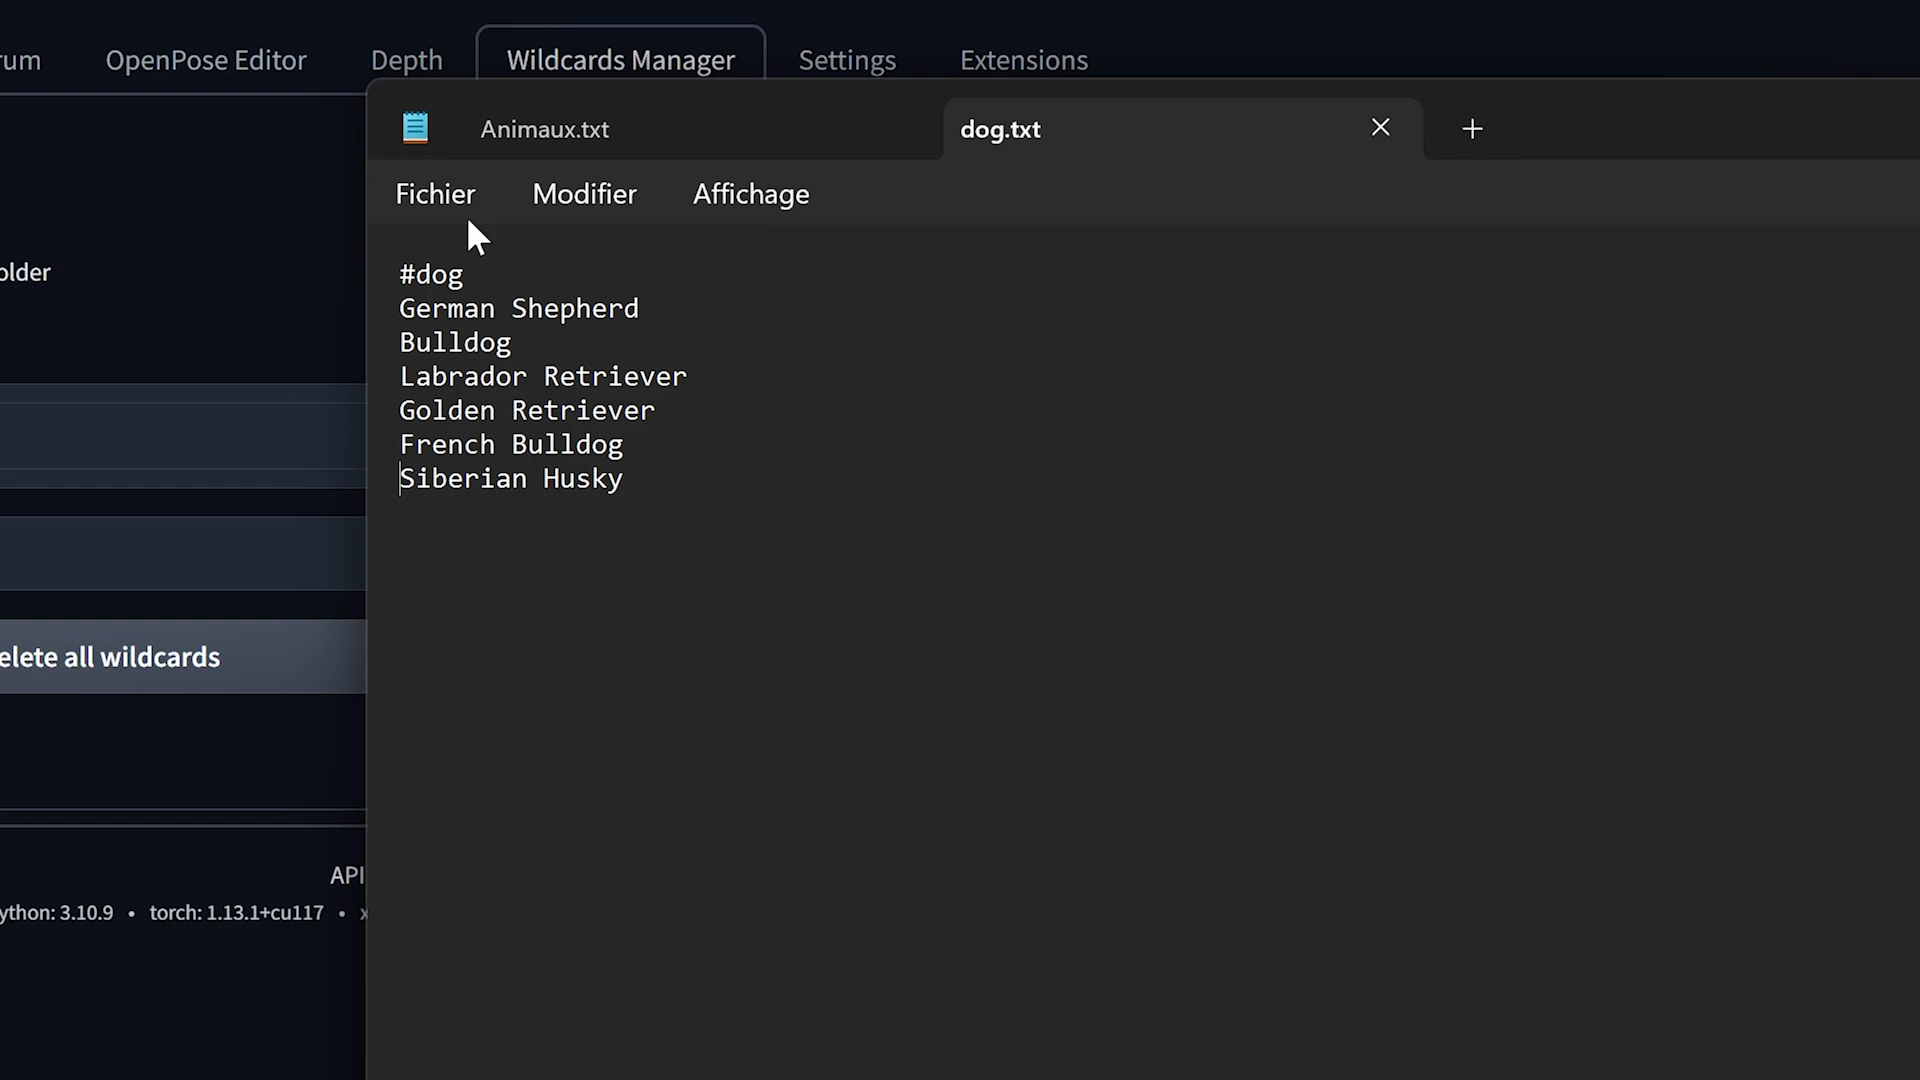 rum OpenPose Editor Depth Wildcards Manager Settings Extensions
Animaux.txt dog.txt
Fichier Modifier Affichage
older
#dog
German Shepherd
Bulldog
Labrador Retriever
Golden Retriever
French Bulldog
Siberian Husky
elete all wildcards
API
ython: 3.10.9 • torch: 1.13.1+cu117 • x